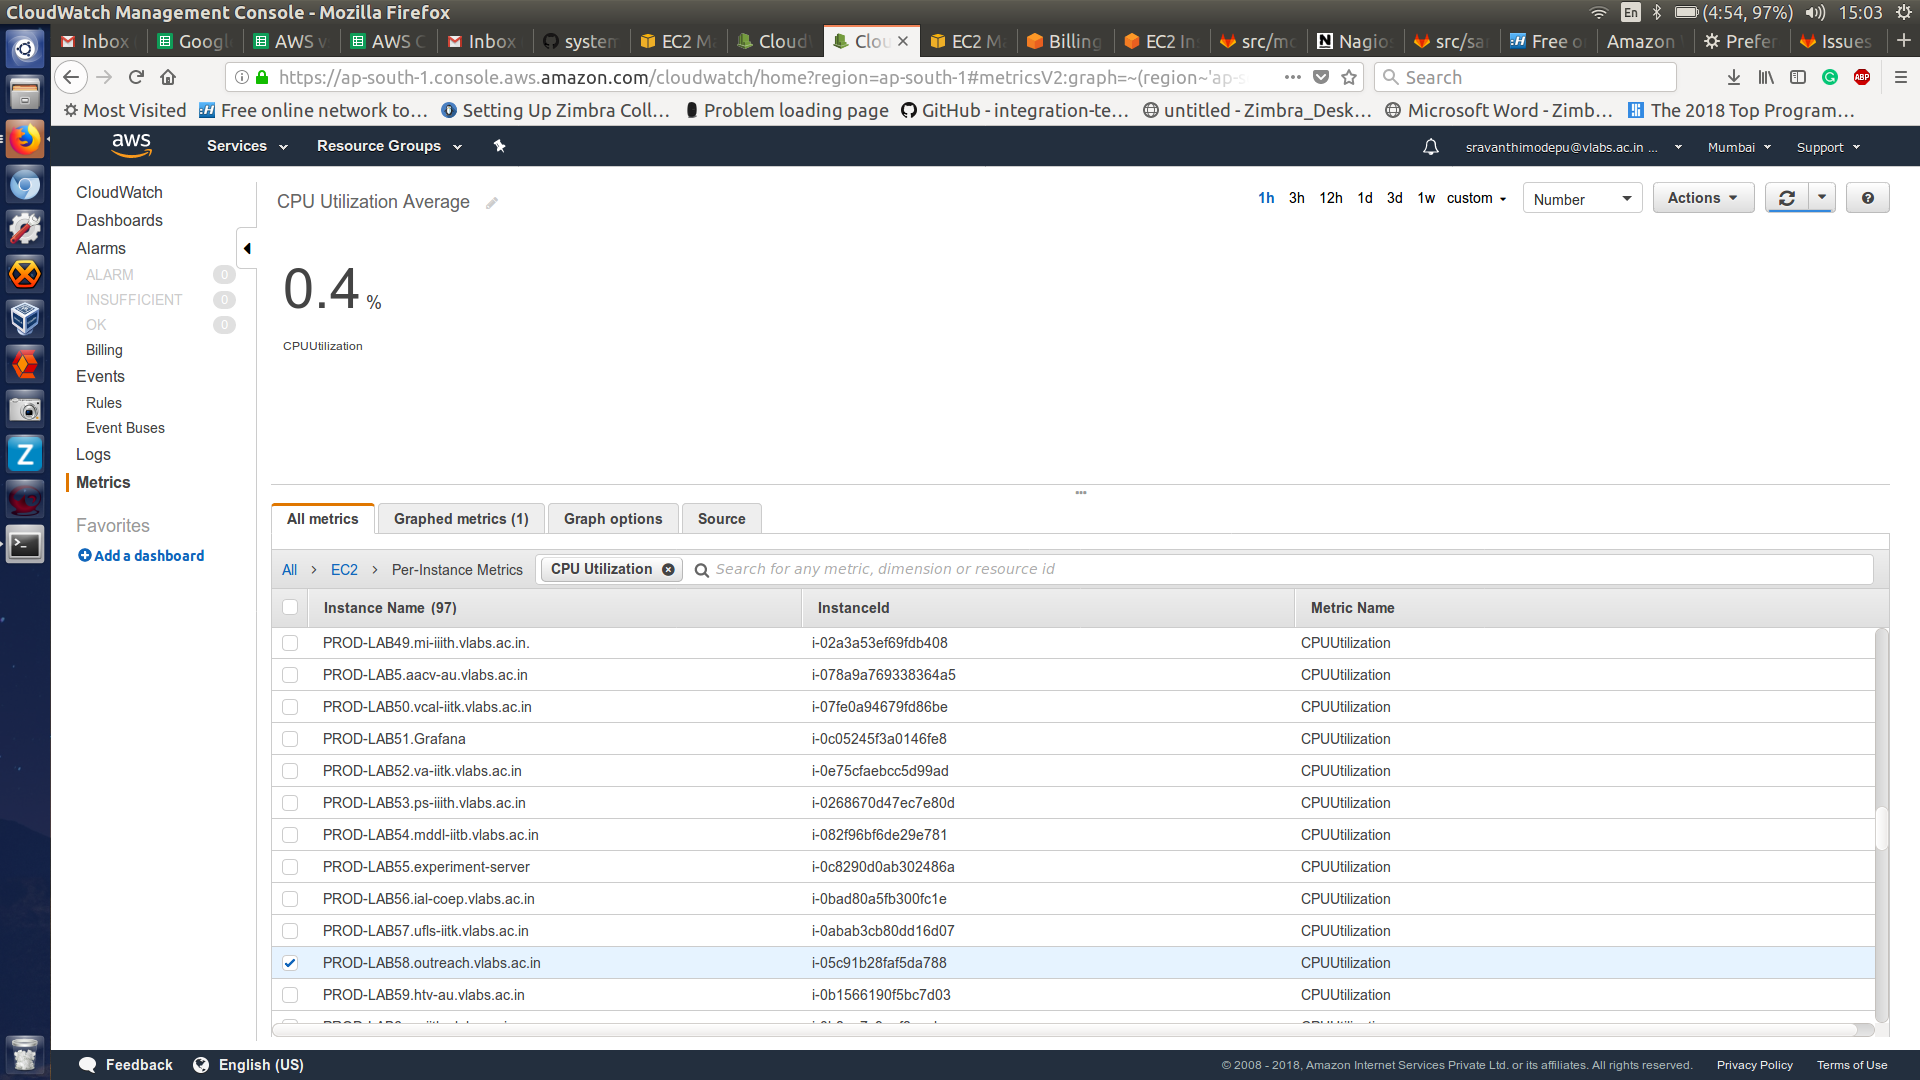 CloudWatch Management Console - Mozilla Firefox
En (4:54, 97%) 15:03
Inbox Googl AWS v AWS C Inbox system EC2 M Cloud Clou EC2 M Billing EC2 In src/mo Nagios src/sa Free o Amazon Prefer Issues
https://ap-south-1.console.aws.amazon.com/cloudwatch/home?region=ap-south-1#metricsV2:graph=~(region~'ap-s
Search
Most Visited Free online network to… Setting Up Zimbra Coll… Problem loading page GitHub - integration-te… untitled - Zimbra_Desk… Microsoft Word - Zimb… The 2018 Top Program…
aws Services Resource Groups sravanthimodepu@vlabs.ac.in ... Mumbai Support
CloudWatch
Dashboards
Alarms
ALARM 0
INSUFFICIENT 0
OK 0
Billing
Events
Rules
Event Buses
Logs
Metrics
Favorites
Add a dashboard
CPU Utilization Average
1h 3h 12h 1d 3d 1w custom Number Actions
0.4 %
CPUUtilization
All metrics Graphed metrics (1) Graph options Source
All > EC2 > Per-Instance Metrics CPU Utilization Search for any metric, dimension or resource id
Instance Name (97) InstanceId Metric Name
PROD-LAB49.mi-iiith.vlabs.ac.in. i-02a3a53ef69fdb408 CPUUtilization
PROD-LAB5.aacv-au.vlabs.ac.in i-078a9a769338364a5 CPUUtilization
PROD-LAB50.vcal-iitk.vlabs.ac.in i-07fe0a94679fd86be CPUUtilization
PROD-LAB51.Grafana i-0c05245f3a0146fe8 CPUUtilization
PROD-LAB52.va-iitk.vlabs.ac.in i-0e75cfaebcc5d99ad CPUUtilization
PROD-LAB53.ps-iiith.vlabs.ac.in i-0268670d47ec7e80d CPUUtilization
PROD-LAB54.mddl-iitb.vlabs.ac.in i-082f96bf6de29e781 CPUUtilization
PROD-LAB55.experiment-server i-0c8290d0ab302486a CPUUtilization
PROD-LAB56.ial-coep.vlabs.ac.in i-0bad80a5fb300fc1e CPUUtilization
PROD-LAB57.ufls-iitk.vlabs.ac.in i-0abab3cb80dd16d07 CPUUtilization
PROD-LAB58.outreach.vlabs.ac.in i-05c91b28faf5da788 CPUUtilization
PROD-LAB59.htv-au.vlabs.ac.in i-0b1566190f5bc7d03 CPUUtilization
Feedback English (US) © 2008 - 2018, Amazon Internet Services Private Ltd. or its affiliates. All rights reserved. Privacy Policy Terms of Use